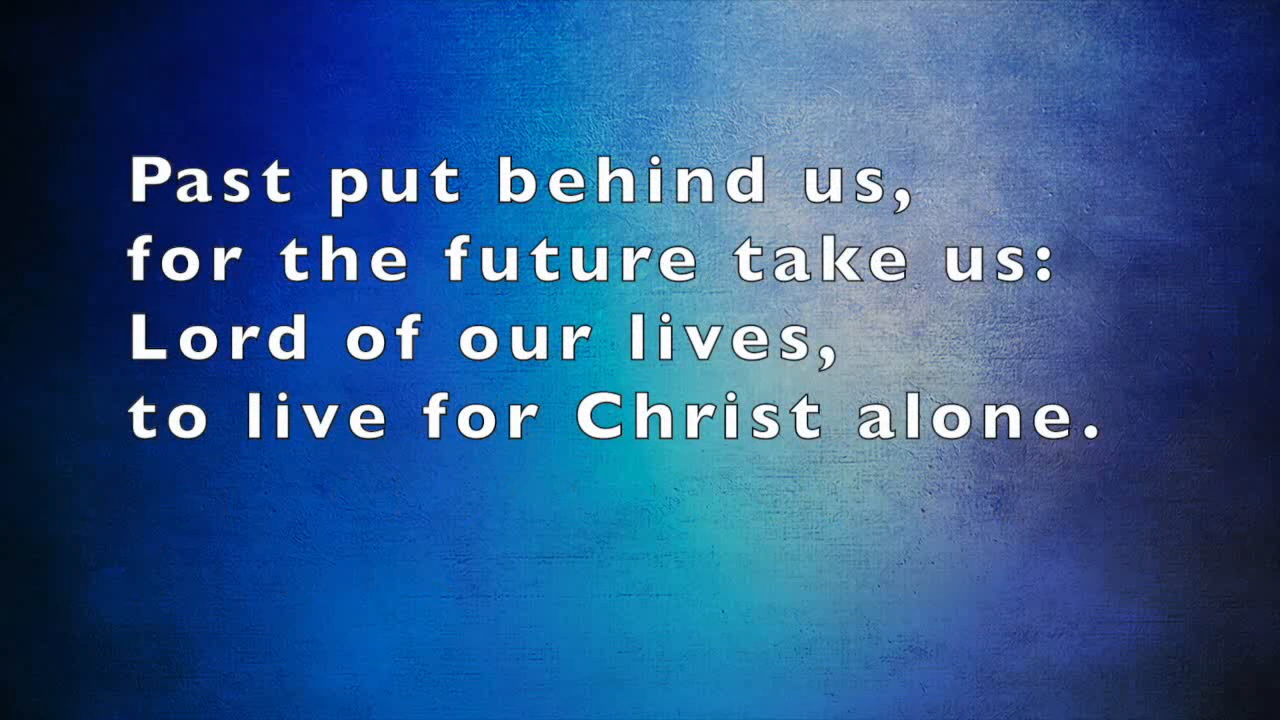 Past put behind us,
for the future take us:
Lord of our lives,
to live for Christ alone.